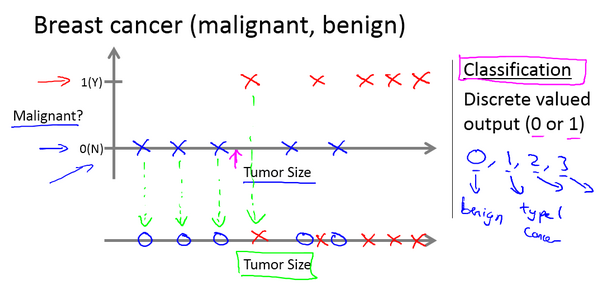 Breast cancer (malignant, benign)
1(Y)
Malignant?
0(N)
Tumor Size
Tumor Size
Classification
Discrete valued
output (0 or 1)
0, 1, 2, 3
benign type 1
cancer